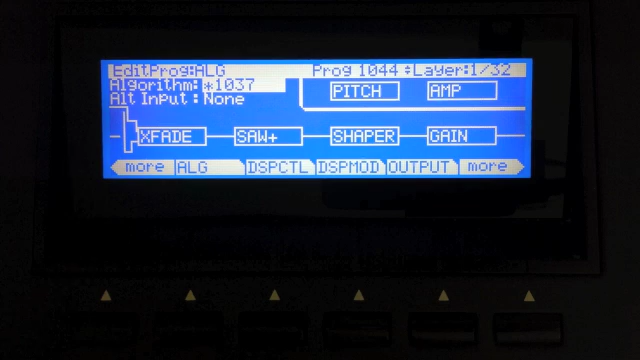 EditProg:ALG Prog 1044 Layer:1/32
Algorithm:*1037
Alt Input:None
PITCH AMP
XFADE SAW+ SHAPER GAIN
more ALG DSPCTL DSPMOD OUTPUT more